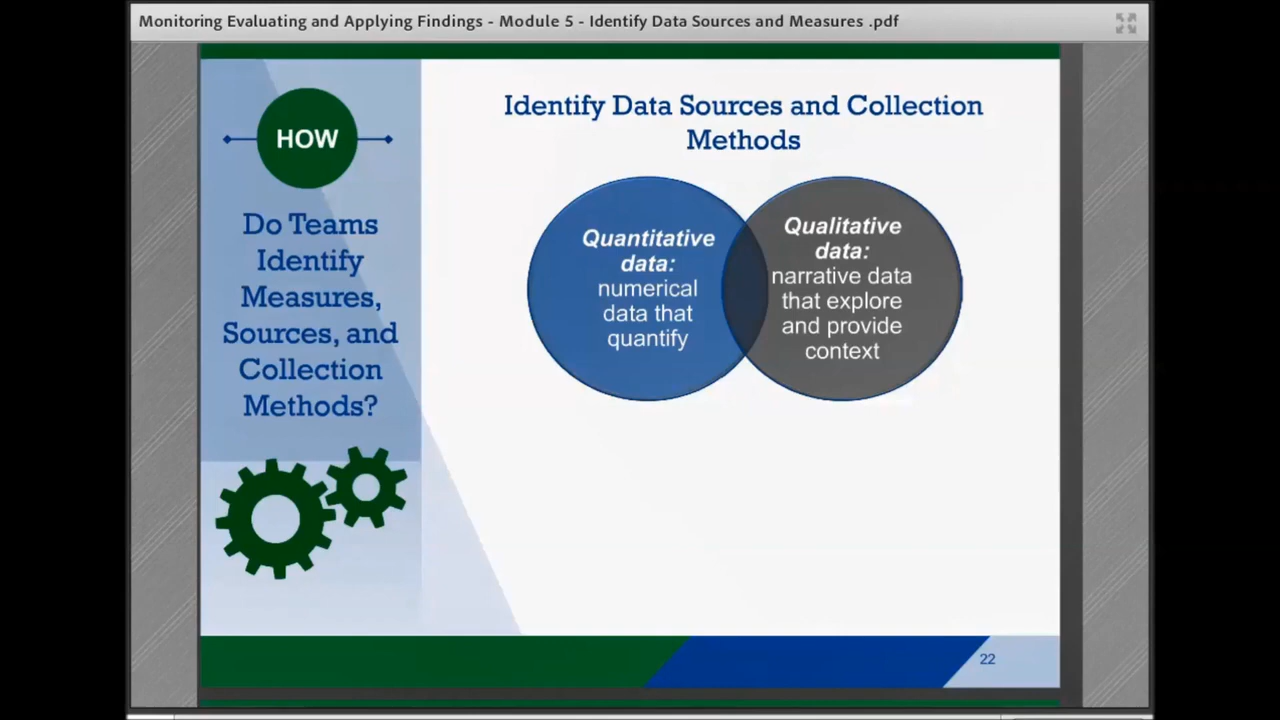 Monitoring Evaluating and Applying Findings - Module 5 - Identify Data Sources and Measures .pdf
HOW
Do Teams
Identify
Measures,
Sources, and
Collection
Methods?
Identify Data Sources and Collection
Methods
Quantitative
data:
numerical
data that
quantify
Qualitative
data:
narrative data
that explore
and provide
context
22